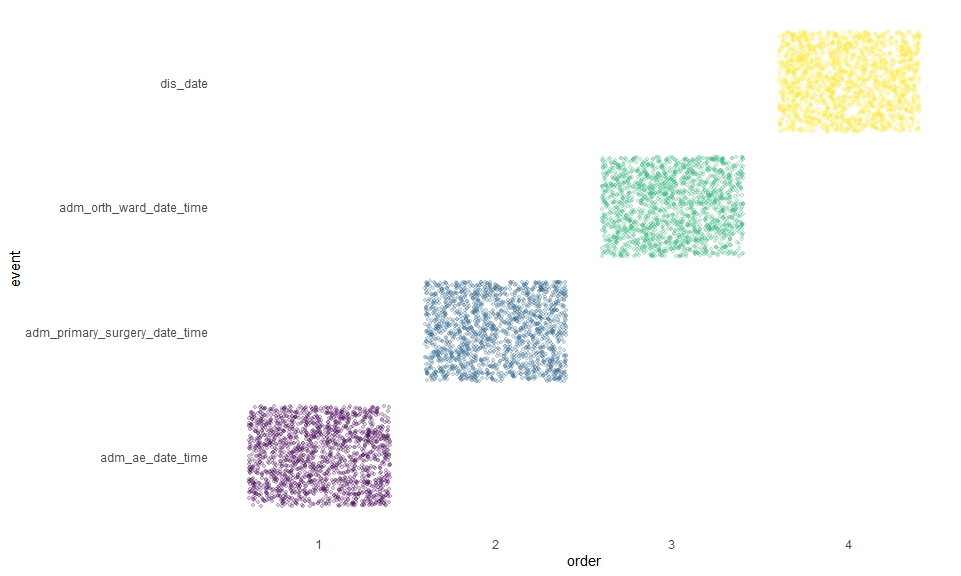 dis_date
adm_orth_ward_date_time
event
adm_primary_surgery_date_time
adm_ae_date_time
1 2 3 4
order